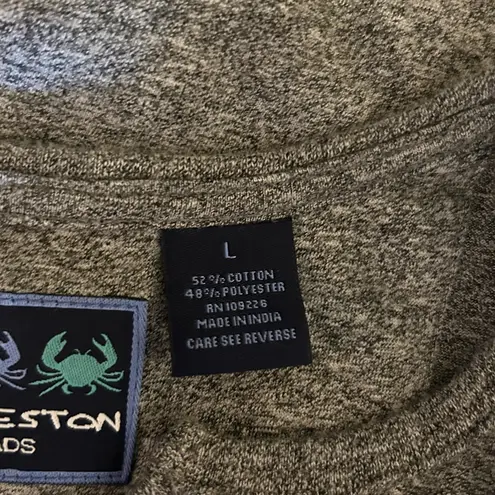 L
52% COTTON
48% POLYESTER
RN 109226
MADE IN INDIA
CARE SEE REVERSE
ESTON
ADS